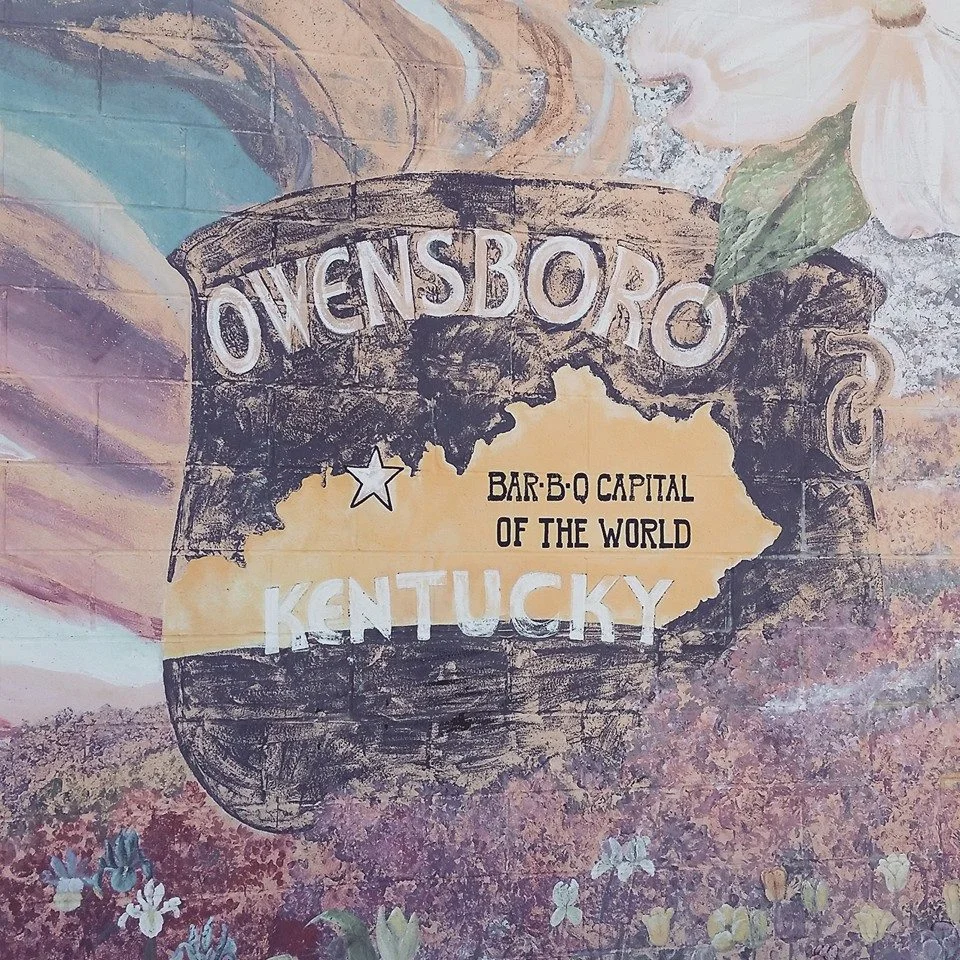 OWENSBORO
BAR·B·Q CAPITAL
OF THE WORLD
KENTUCKY